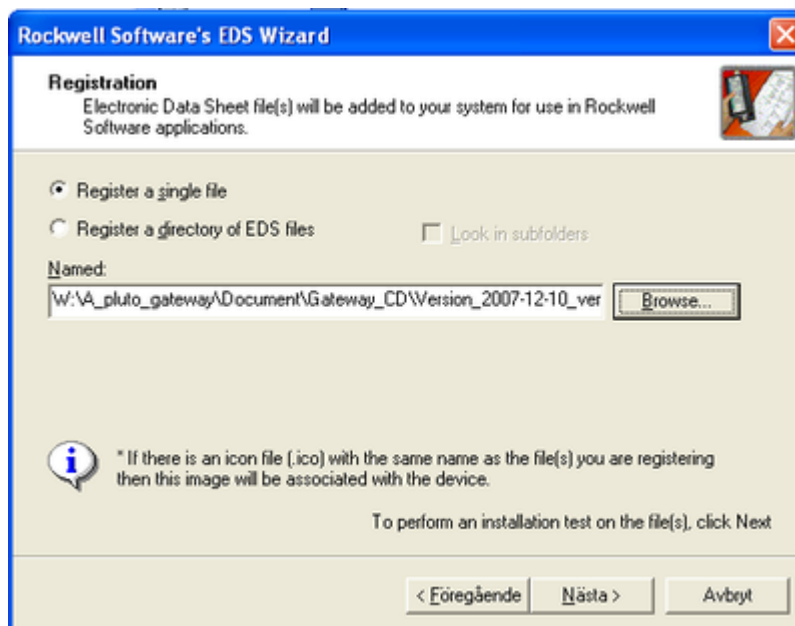 Rockwell Software's EDS Wizard
Registration
Electronic Data Sheet file(s) will be added to your system for use in Rockwell
Software applications.
Register a single file
Register a directory of EDS files
Look in subfolders
Named:
W:\A_pluto_gateway\Document\Gateway_CD\Version_2007-12-10_ver
Browse...
* If there is an icon file (.ico) with the same name as the file(s) you are registering
then this image will be associated with the device.
To perform an installation test on the file(s), click Next
< Föregående
Nästa >
Avbryt